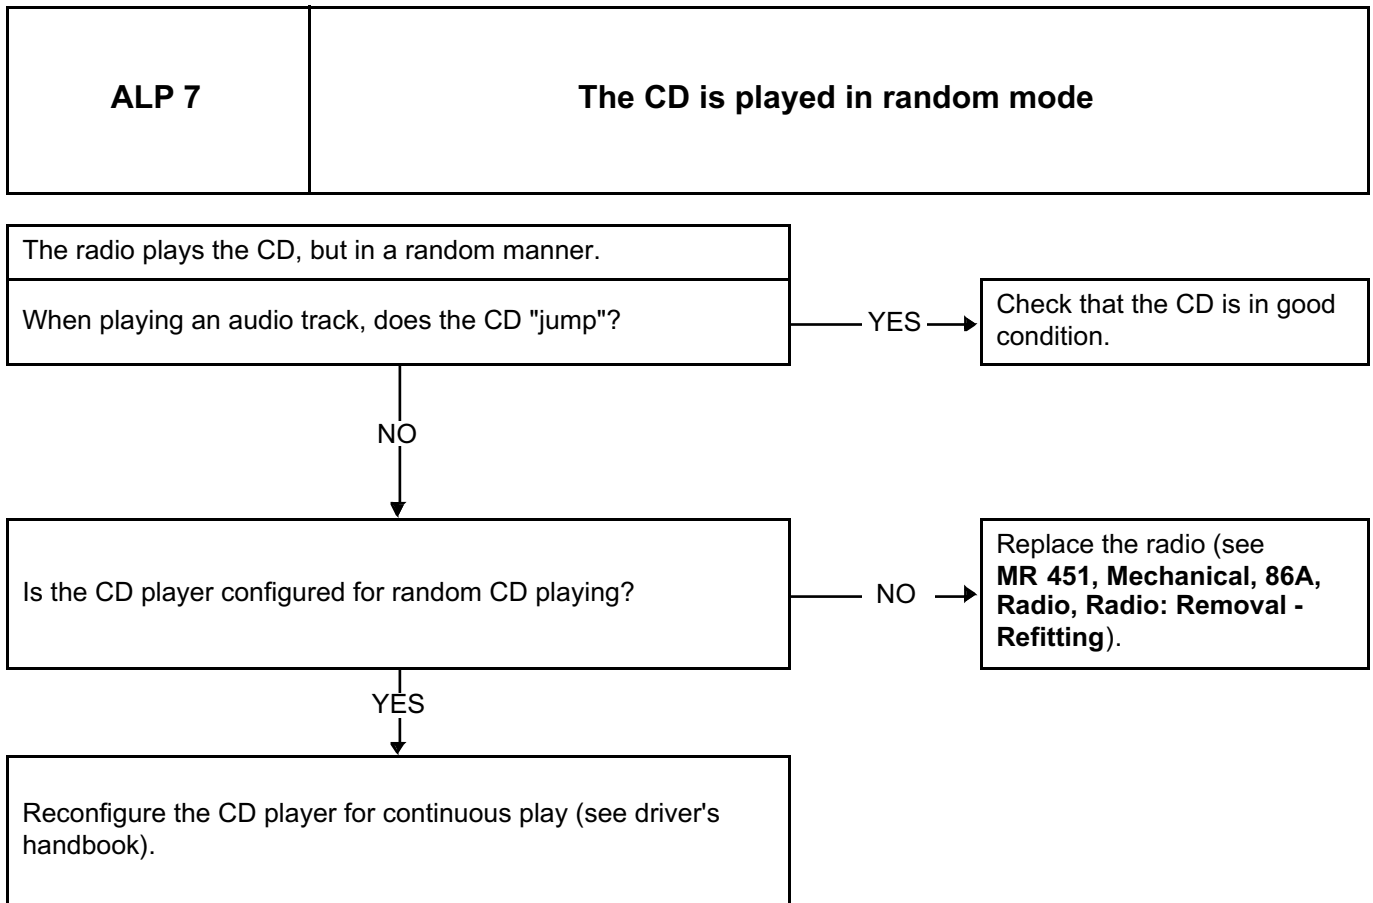 ALP 7
The CD is played in random mode
The radio plays the CD, but in a random manner.
When playing an audio track, does the CD "jump"?
YES
Check that the CD is in good
condition.
NO
Is the CD player configured for random CD playing?
NO
Replace the radio (see
MR 451, Mechanical, 86A,
Radio, Radio: Removal -
Refitting).
YES
Reconfigure the CD player for continuous play (see driver's
handbook).